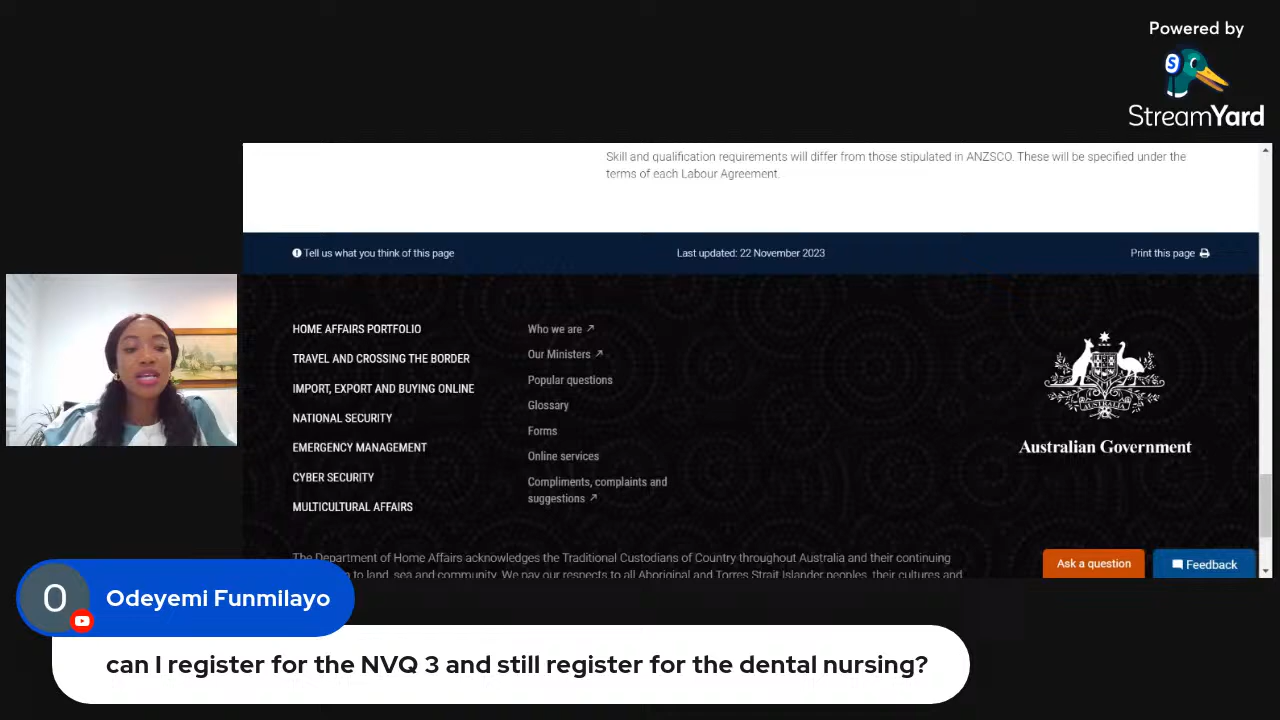 Powered by
StreamYard
Skill and qualification requirements will differ from those stipulated in ANZSCO. These will be specified under the
terms of each Labour Agreement.
Tell us what you think of this page
Last updated: 22 November 2023
Print this page
HOME AFFAIRS PORTFOLIO
TRAVEL AND CROSSING THE BORDER
IMPORT, EXPORT AND BUYING ONLINE
NATIONAL SECURITY
EMERGENCY MANAGEMENT
CYBER SECURITY
MULTICULTURAL AFFAIRS
Who we are
Our Ministers
Popular questions
Glossary
Forms
Online services
Compliments, complaints and
suggestions
AUSTRALIA
Australian Government
The Department of Home Affairs acknowledges the Traditional Custodians of Country throughout Australia and their continuing
to land, sea and community. We pay our respects to all Aboriginal and Torres Strait Islander peoples, their cultures and
Ask a question
Feedback
O
Odeyemi Funmilayo
can I register for the NVQ 3 and still register for the dental nursing?